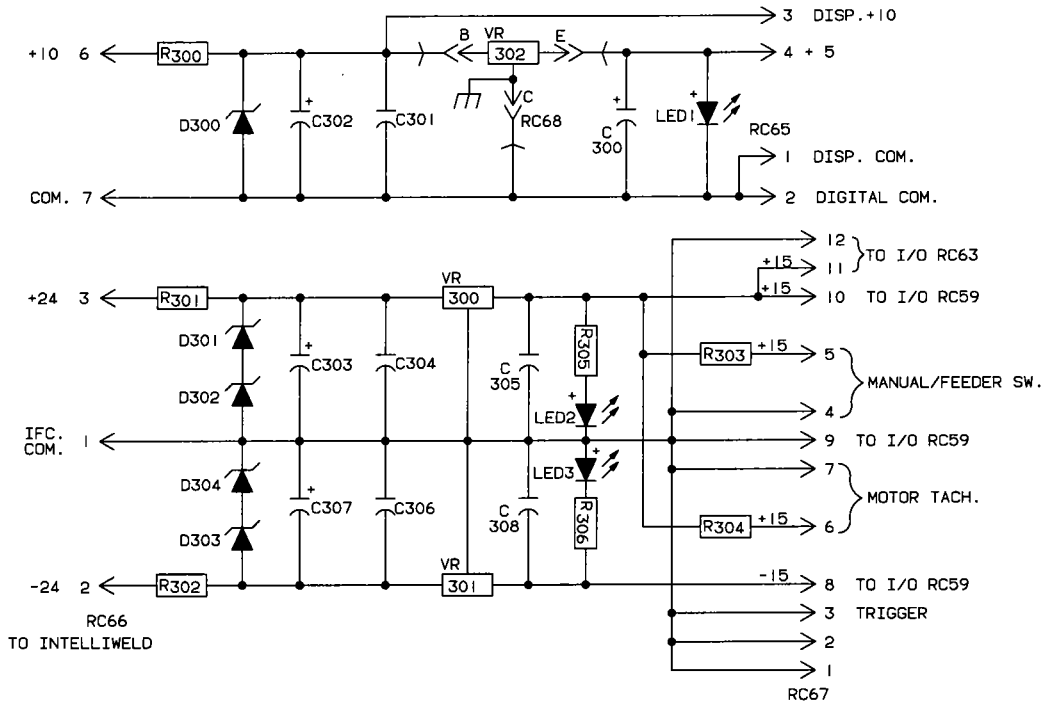 3 DISP.+10
+10 6 R300 B VR 302 E 4 + 5
D300 + C302 C301 C RC68 + C 300 LED1 RC65
1 DISP. COM.
COM. 7 2 DIGITAL COM.
12
+15 11 TO I/O RC63
+24 3 R301 VR 300 +15 10 TO I/O RC59
D301 + C303 C304 C 305 R305 R303 +15 5
D302 + LED2 4 MANUAL/FEEDER SW.
IFC. COM. 1 9 TO I/O RC59
D304 + LED3 7
+ C307 C306 C 308 R306 R304 +15 6 MOTOR TACH.
D303
-24 2 R302 VR 301 -15 8 TO I/O RC59
RC66 3 TRIGGER
TO INTELLIWELD 2
1
RC67